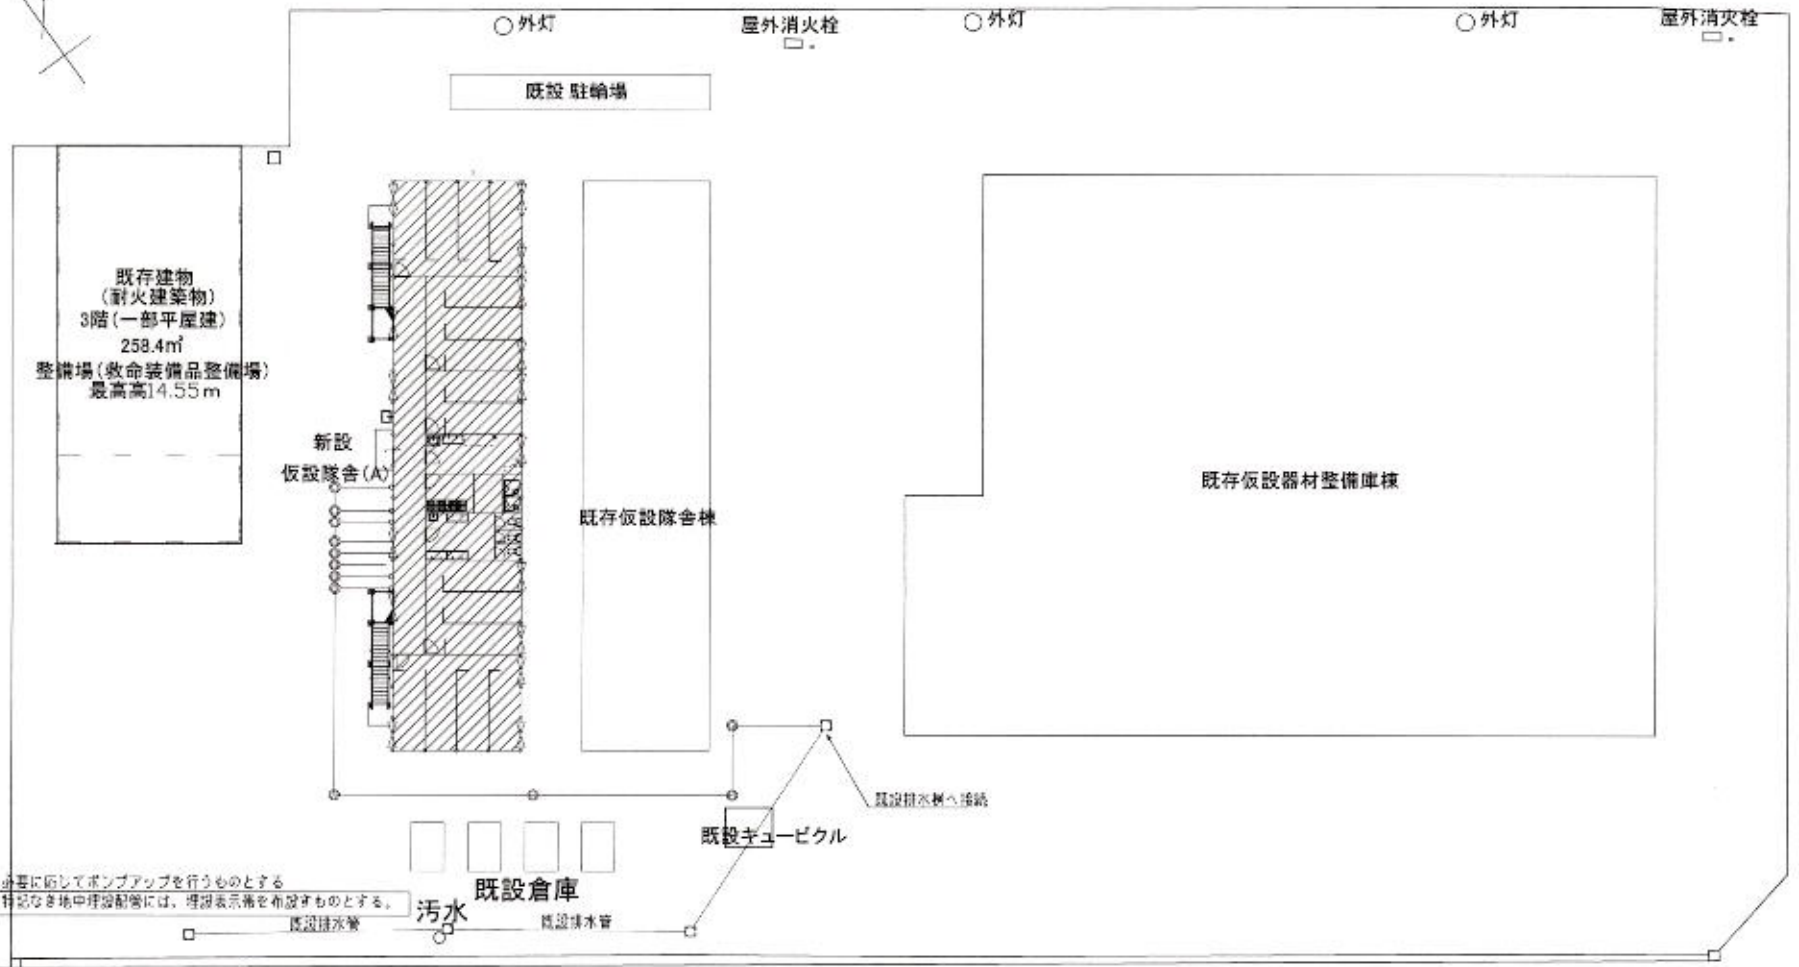 外灯
屋外消火栓
外灯
外灯
屋外消火栓
既設 駐輪場
既存建物
(耐火建築物)
3階(一部平屋建)
258.4㎡
整備場(救命装備品整備場)
最高高14.55m
新設
仮設隊舎(A)
既存仮設隊舎棟
既存仮設器材整備庫棟
既設排水桝へ接続
既設キュービクル
既設倉庫
必要に応じてポンプアップを行うものとする
特記なき地中埋設配管には、埋設表示帯を布設すものとする。
汚水
既設排水管
既設排水管